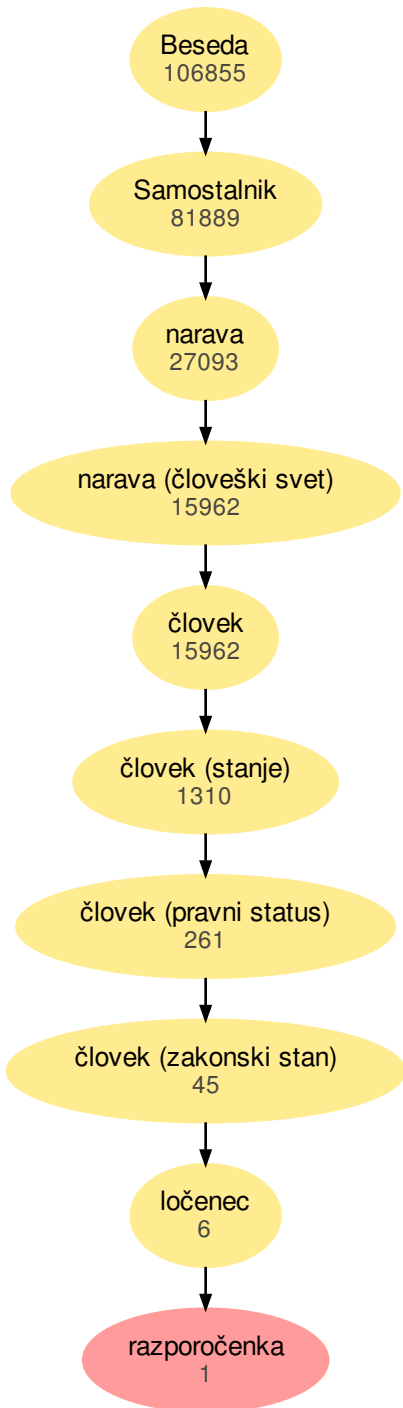 Beseda
106855
Samostalnik
81889
narava
27093
narava (človeški svet)
15962
človek
15962
človek (stanje)
1310
človek (pravni status)
261
človek (zakonski stan)
45
ločenec
6
razporočenka
1